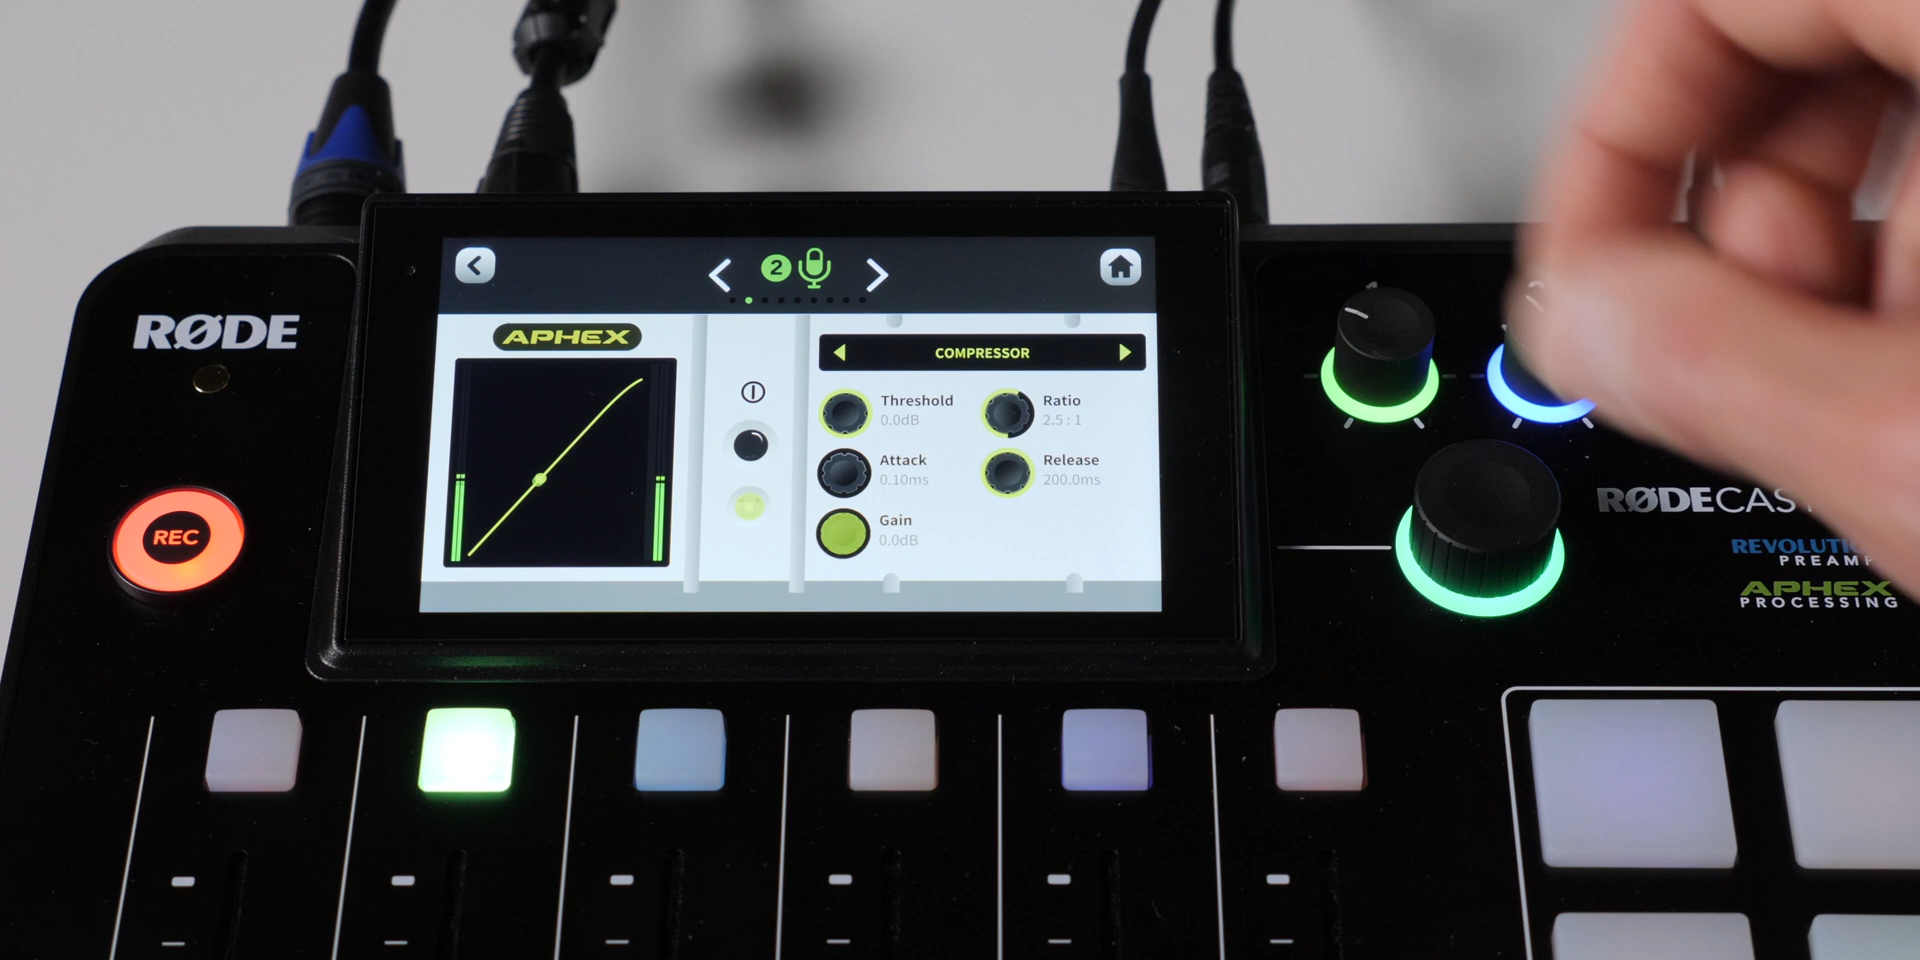 2
RØDE
APHEX
COMPRESSOR
Threshold
0.0dB
Ratio
2.5 : 1
Attack
0.10ms
Release
200.0ms
Gain
0.0dB
1
REC
RØDECAS
REVOLUTI
PREAMP
APHEX
PROCESSING